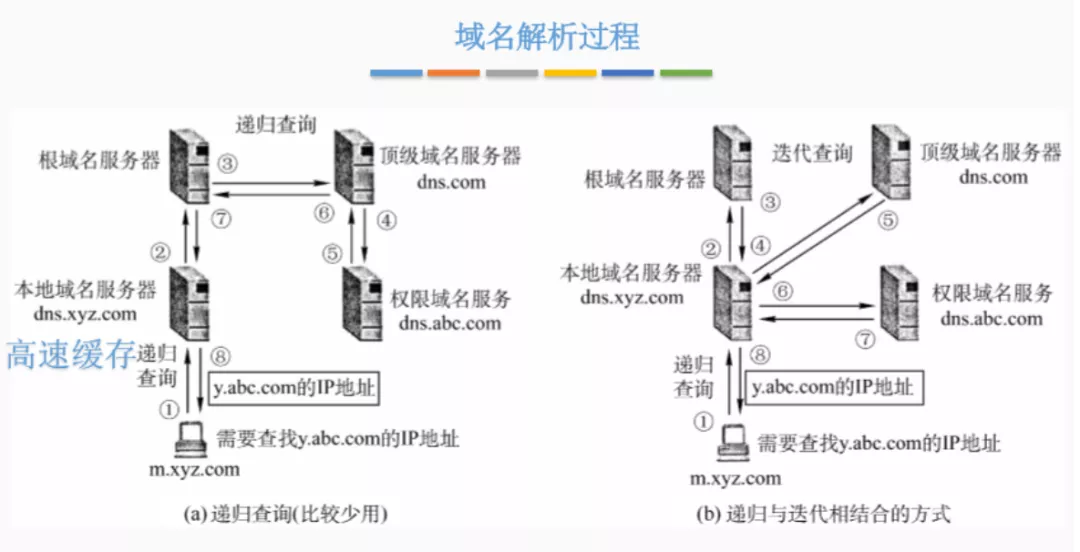 域名解析过程
递归查询
根域名服务器
③
顶级域名服务器
dns.com
⑦
⑥
④
②
⑤
本地域名服务器
dns.xyz.com
权限域名服务
dns.abc.com
高速缓存
递归
查询
⑧
y.abc.com的IP地址
①
需要查找y.abc.com的IP地址
m.xyz.com
(a) 递归查询(比较少用)
迭代查询
根域名服务器
顶级域名服务器
dns.com
③
⑤
②
④
本地域名服务器
dns.xyz.com
⑥
权限域名服务
dns.abc.com
⑦
递归
查询
⑧
y.abc.com的IP地址
①
需要查找y.abc.com的IP地址
m.xyz.com
(b) 递归与迭代相结合的方式